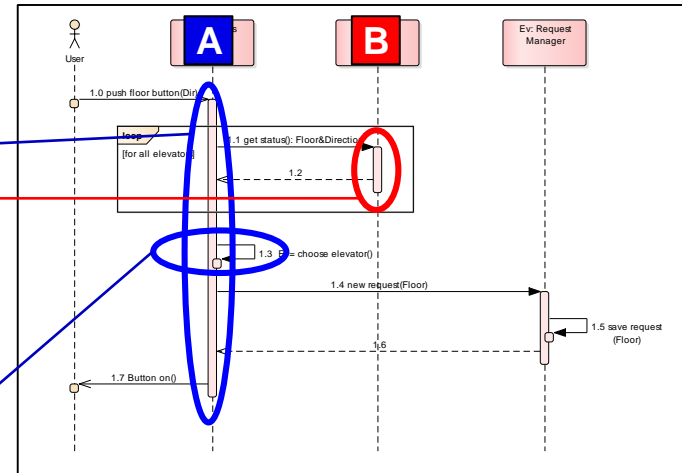 A
B
Ev: Request
Manager
User
1.0 push floor button(Dir)
loop
[for all elevators]
1.1 get status(): Floor&Direction
1.2
1.3
= choose elevator()
1.4 new request(Floor)
1.5 save request
(Floor)
1.6
1.7 Button on()